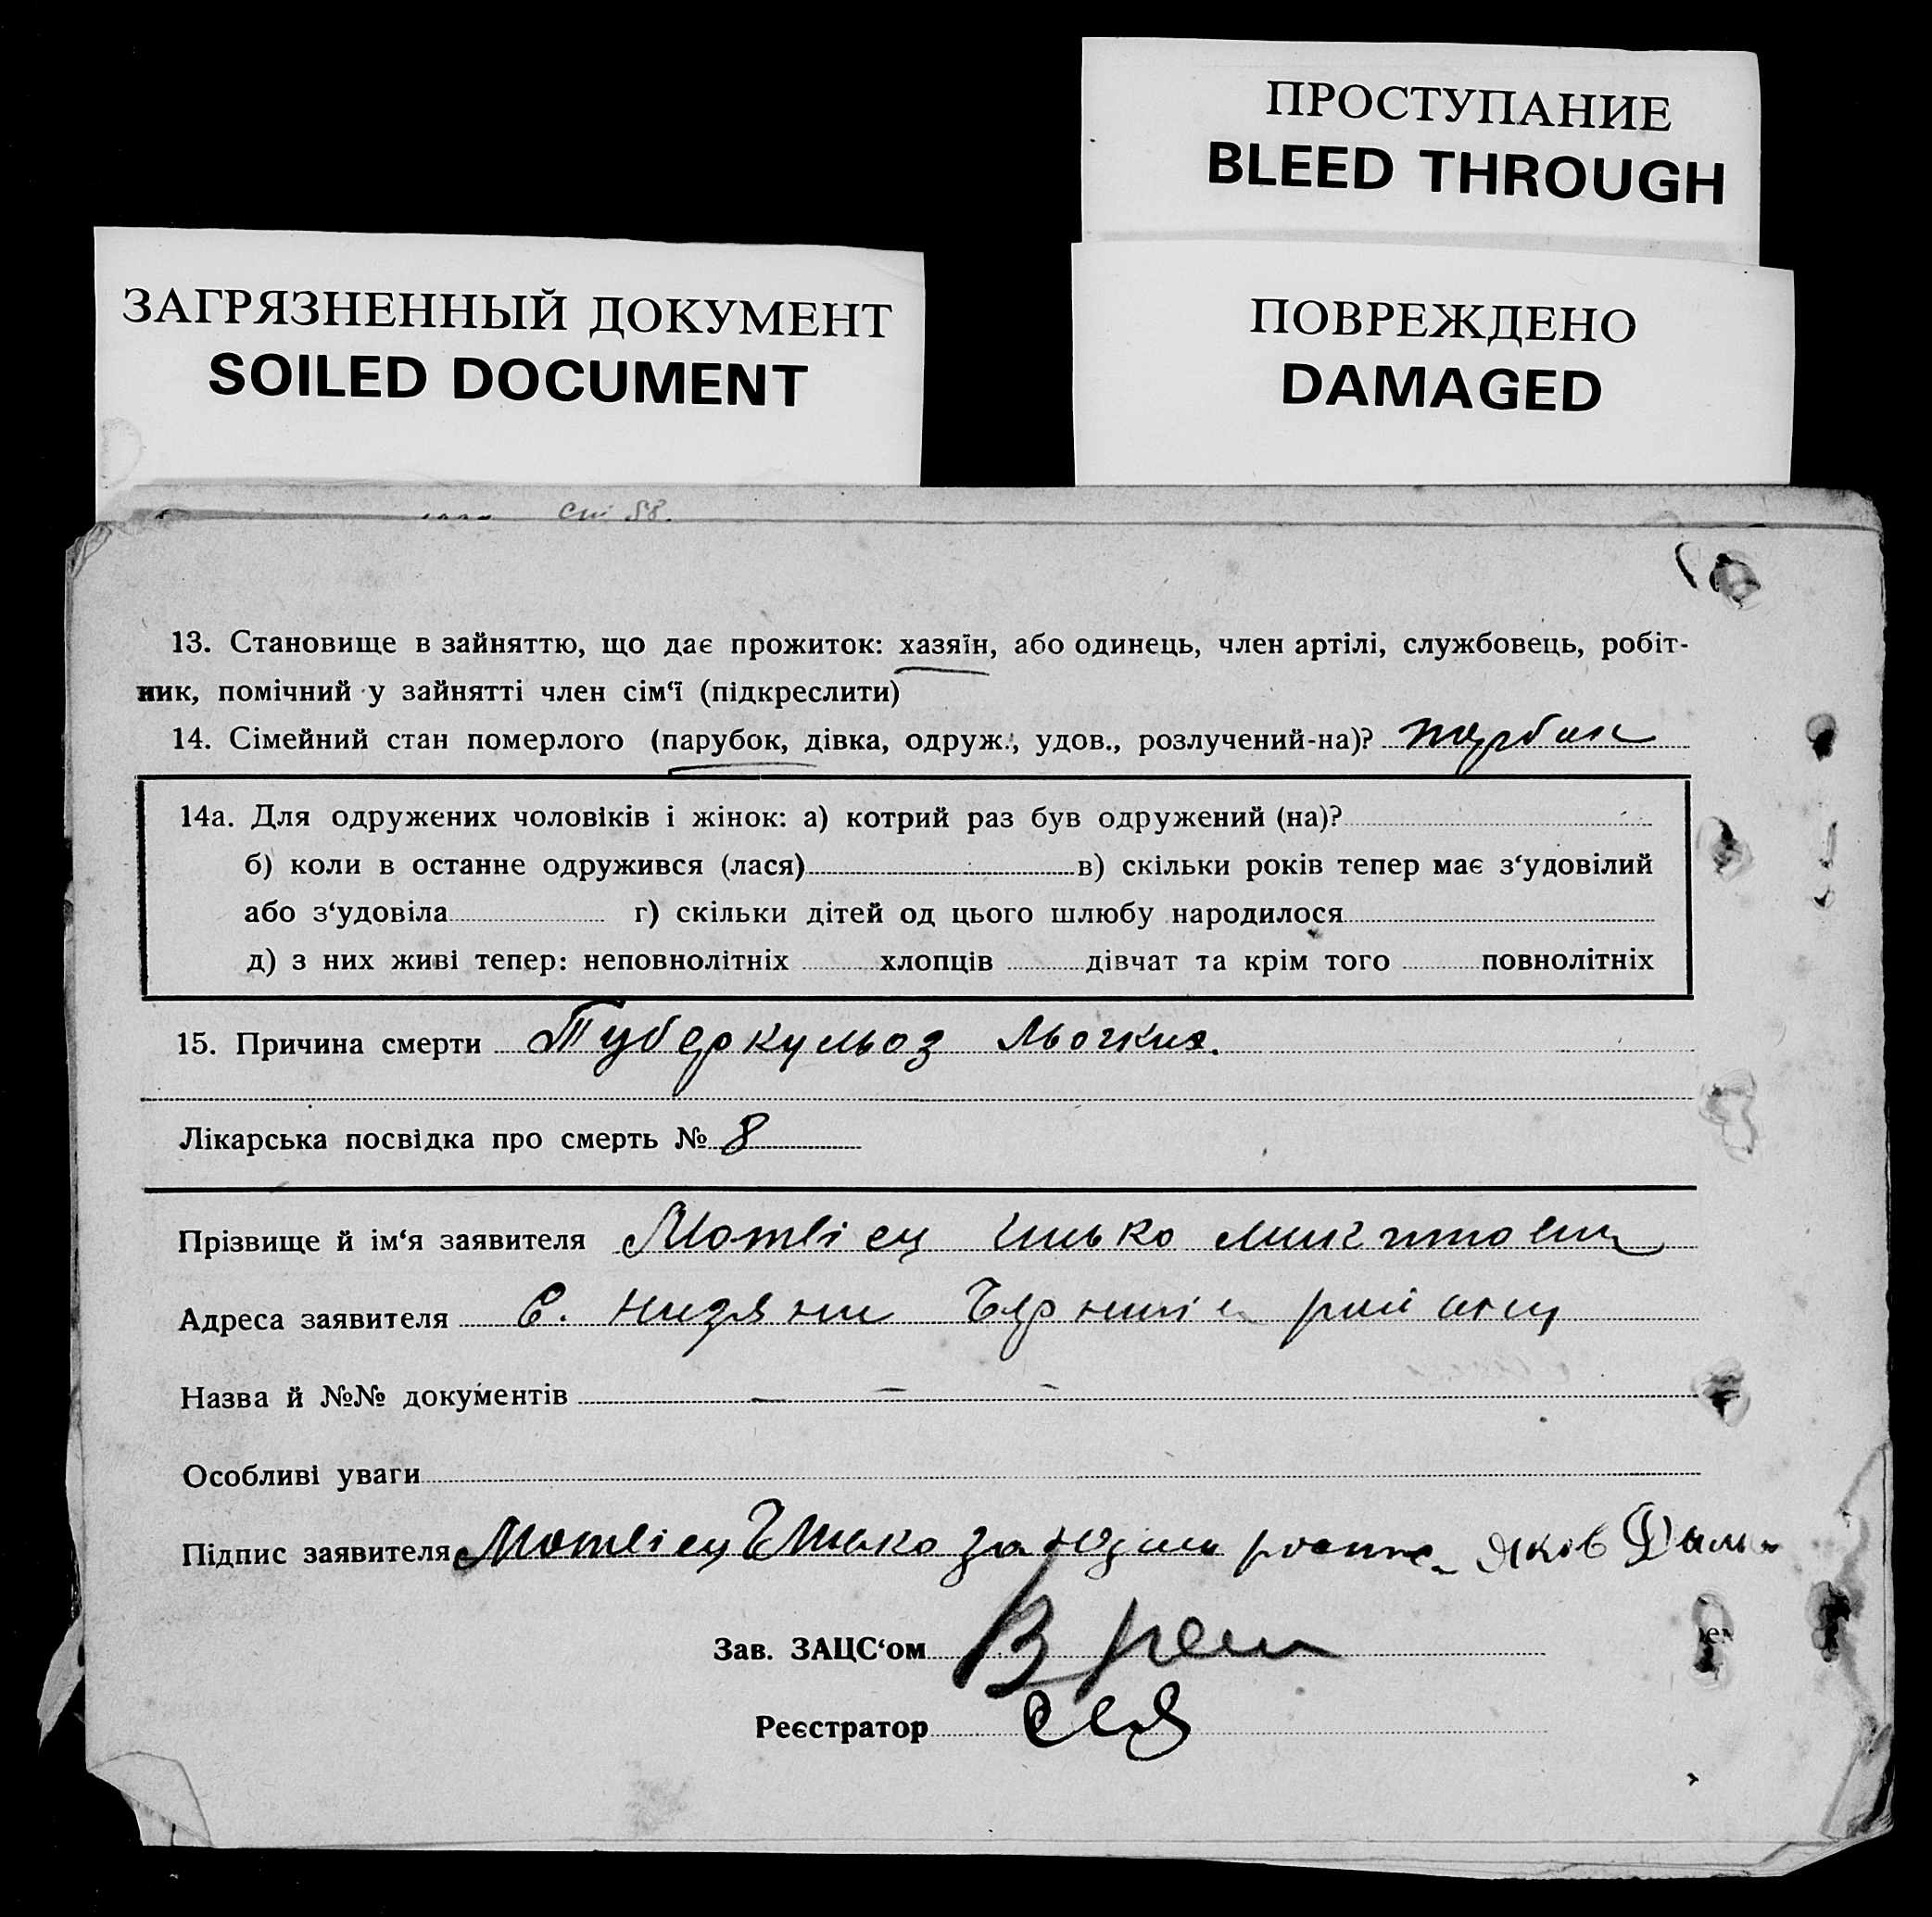 ПРОСТУПАНИЕ
BLEED THROUGH
ЗАГРЯЗНЕННЫЙ ДОКУМЕНТ
SOILED DOCUMENT
ПОВРЕЖДЕНО
DAMAGED
13. Становище в зайняттю, що дає прожиток: хазяїн, або одинець, член артілі, службовець, робіт-
ник, помічний у зайнятті член сім‘ї (підкреслити)
14. Сімейний стан померлого (парубок, дівка, одруж., удов., розлучений-на)?
14а. Для одружених чоловіків і жінок: а) котрий раз був одружений (на)?
б) коли в останне одружився (лася) в) скільки років тепер має з‘удовілий
або з‘удовіла г) скільки дітей од цього шлюбу народилося
д) з них живі тепер: неповнолітніх хлопців дівчат та крім того повнолітніх
15. Причина смерти Туберкульоз Льогких.
Лікарська посвідка про смерть № 8
Прізвище й ім‘я заявителя Мотвієц
Адреса заявителя С.
Назва й №№ документів — — —
Особливі уваги
Підпис заявителя Мотвієц Яков
Зав. ЗАЦС‘ом
Реєстратор